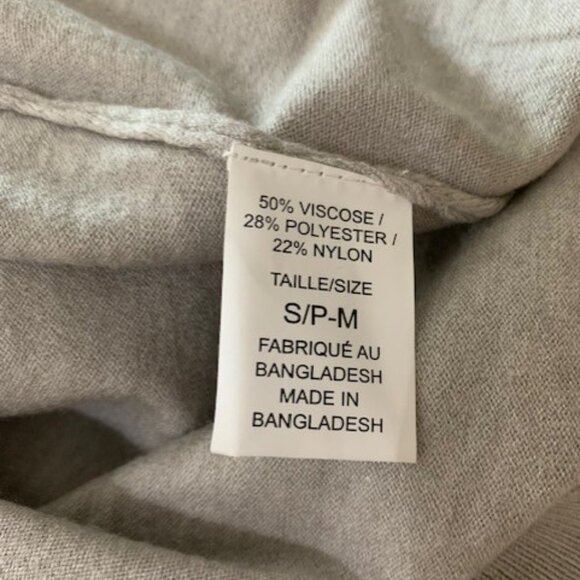 50% VISCOSE /
28% POLYESTER /
22% NYLON
TAILLE/SIZE
S/P-M
FABRIQUÉ AU
BANGLADESH
MADE IN
BANGLADESH